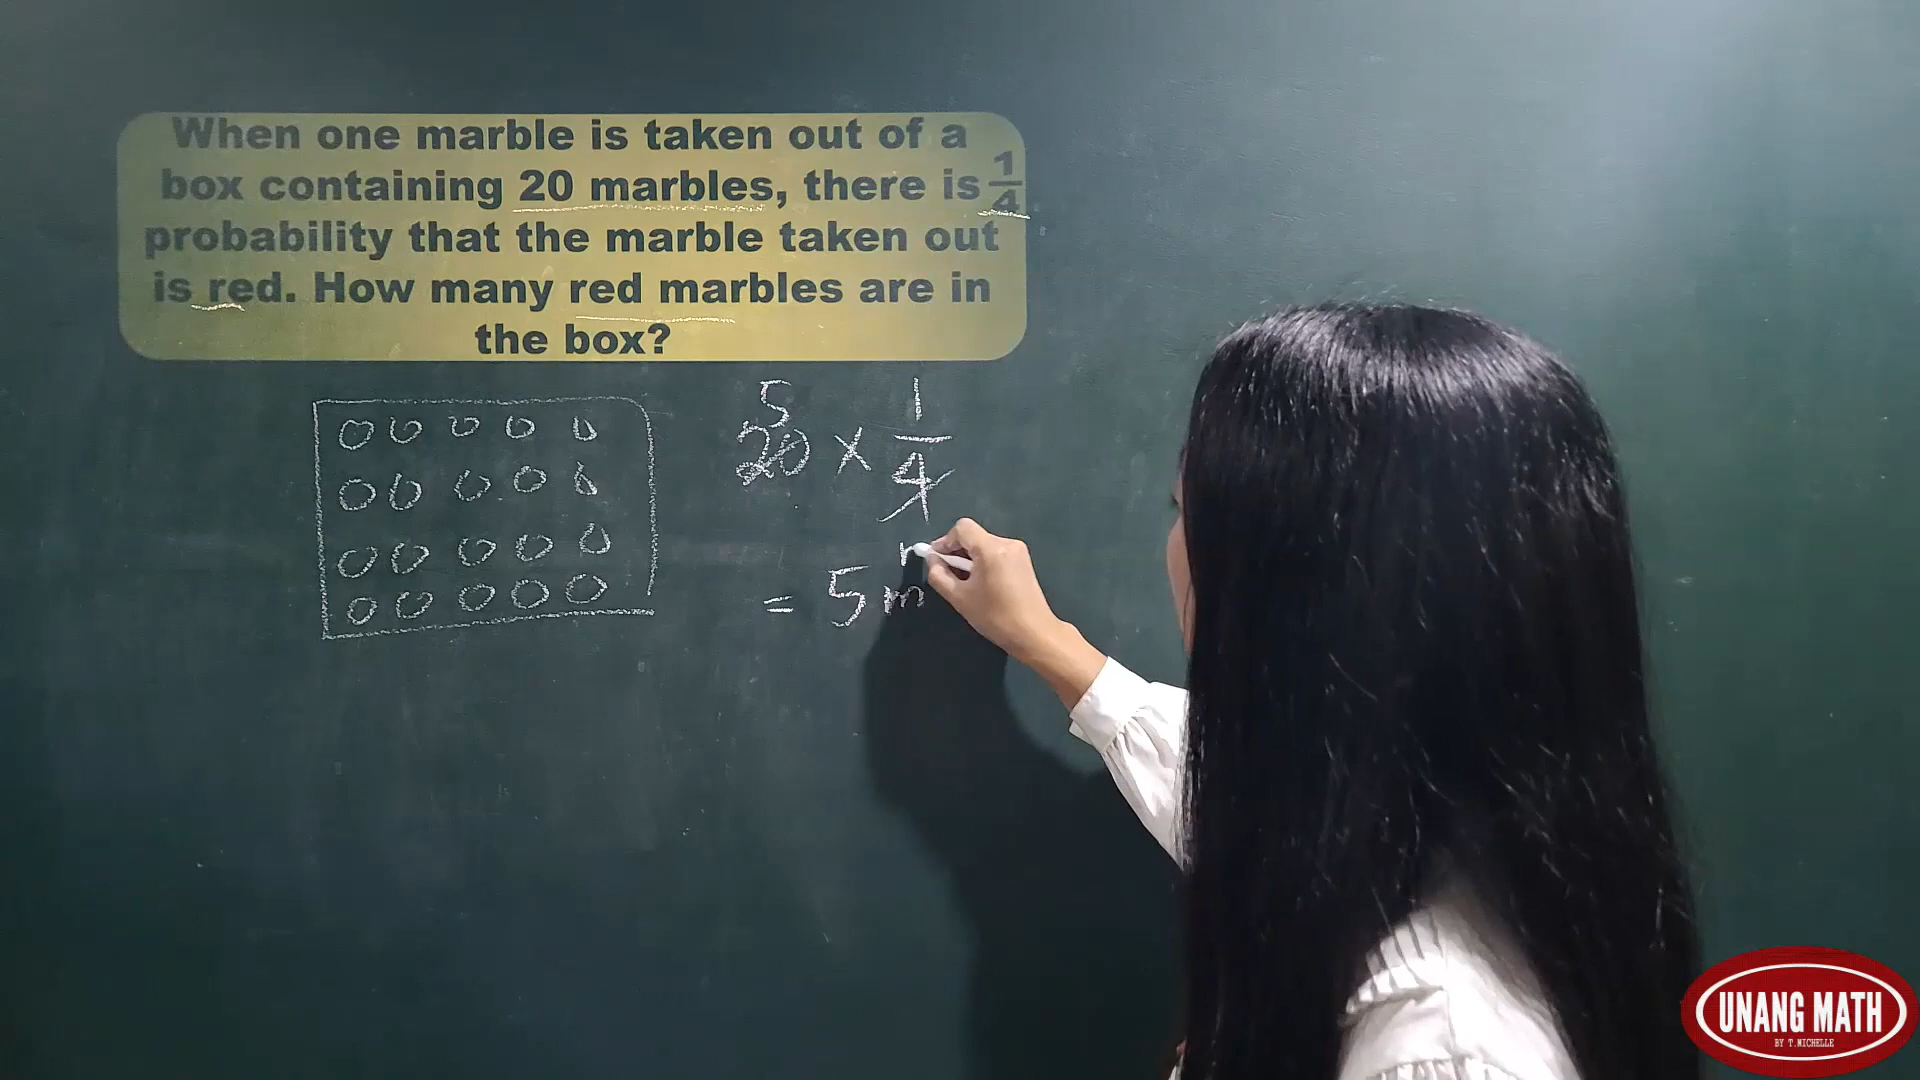 When one marble is taken out of a
box containing 20 marbles, there is 1/4
probability that the marble taken out
is red. How many red marbles are in
the box?
5 1
20 × 4
r
= 5 m
UNANG MATH
BY T.MICHELLE